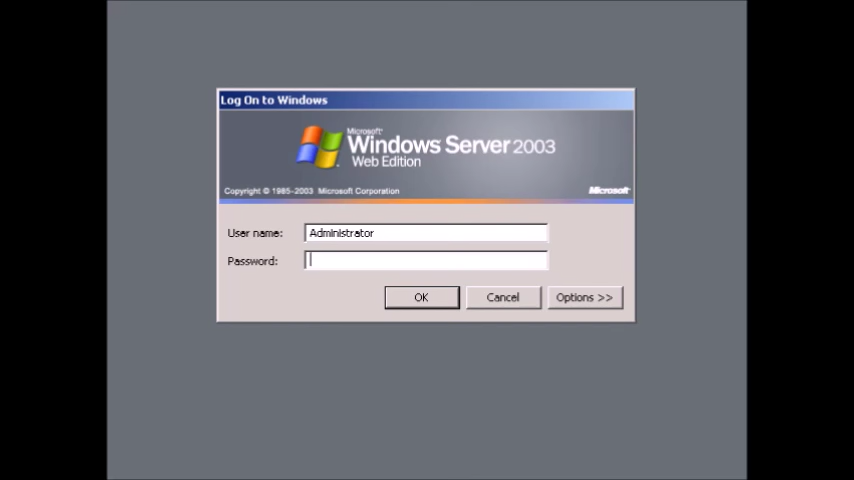 Log On to Windows
Microsoft®
Windows Server 2003
Web Edition
Copyright © 1985-2003 Microsoft Corporation
Microsoft
User name:
Administrator
Password:
OK
Cancel
Options >>